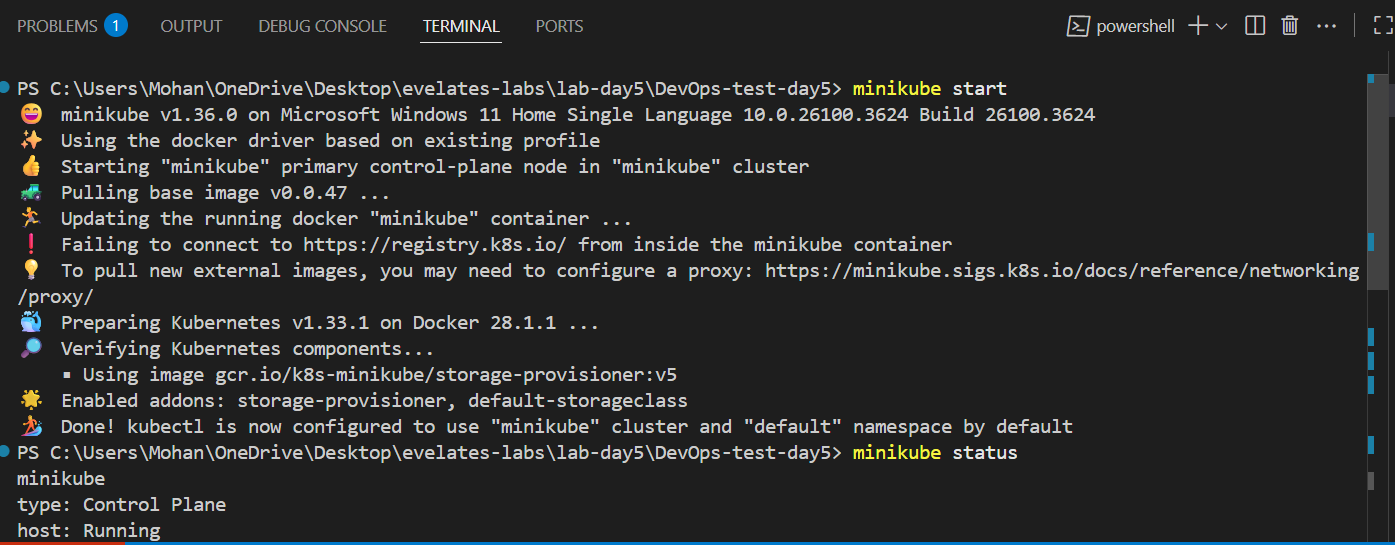 PROBLEMS 1 OUTPUT DEBUG CONSOLE TERMINAL PORTS powershell
PS C:\Users\Mohan\OneDrive\Desktop\evelates-labs\lab-day5\DevOps-test-day5> minikube start
😄 minikube v1.36.0 on Microsoft Windows 11 Home Single Language 10.0.26100.3624 Build 26100.3624
✨ Using the docker driver based on existing profile
👍 Starting "minikube" primary control-plane node in "minikube" cluster
🚜 Pulling base image v0.0.47 ...
🏃 Updating the running docker "minikube" container ...
❗ Failing to connect to https://registry.k8s.io/ from inside the minikube container
💡 To pull new external images, you may need to configure a proxy: https://minikube.sigs.k8s.io/docs/reference/networking
/proxy/
🐳 Preparing Kubernetes v1.33.1 on Docker 28.1.1 ...
🔎 Verifying Kubernetes components...
▪ Using image gcr.io/k8s-minikube/storage-provisioner:v5
🌟 Enabled addons: storage-provisioner, default-storageclass
🏄 Done! kubectl is now configured to use "minikube" cluster and "default" namespace by default
PS C:\Users\Mohan\OneDrive\Desktop\evelates-labs\lab-day5\DevOps-test-day5> minikube status
minikube
type: Control Plane
host: Running